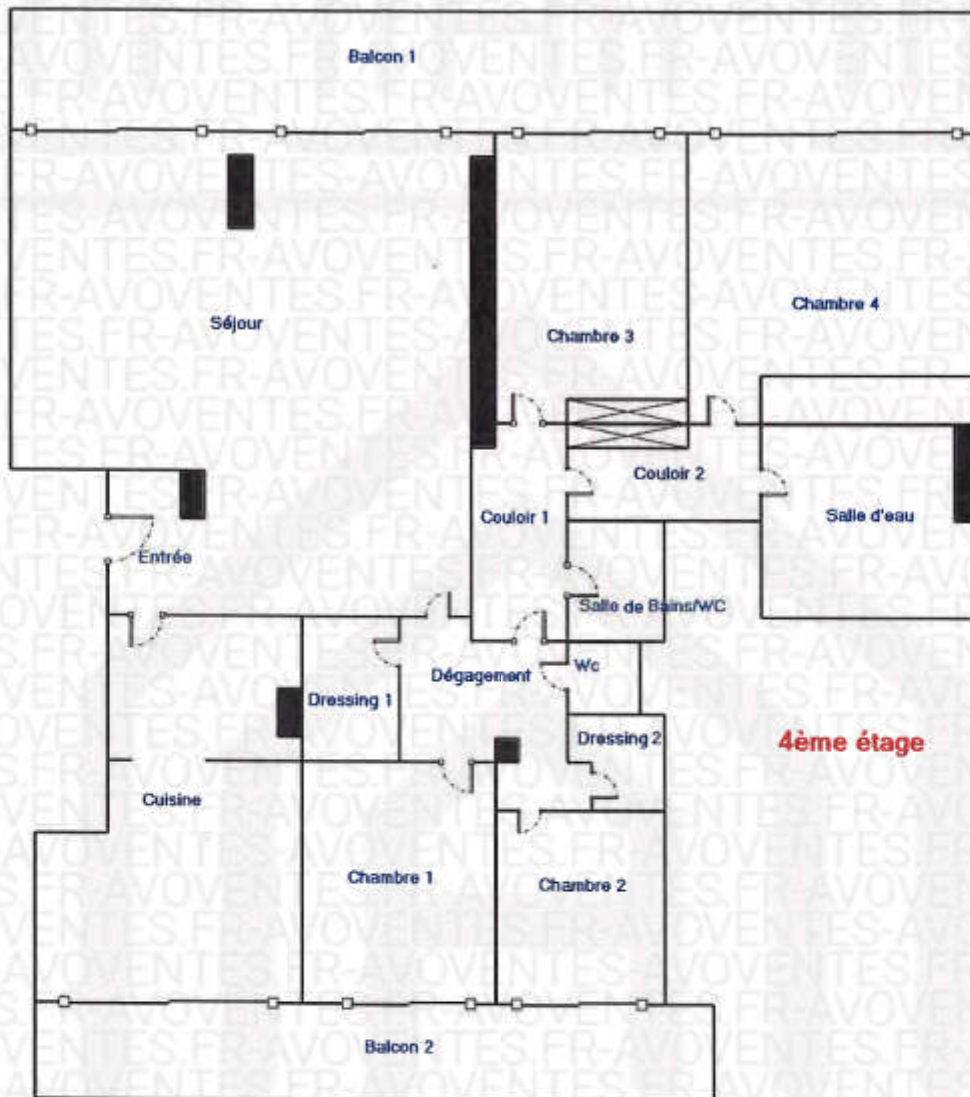 Balcon 1
Séjour
Chambre 3
Chambre 4
Couloir 2
Couloir 1
Salle d'eau
Entrée
Salle de Bains/WC
Wc
Dégagement
Dressing 1
Dressing 2
4ème étage
Cuisine
Chambre 1
Chambre 2
Balcon 2